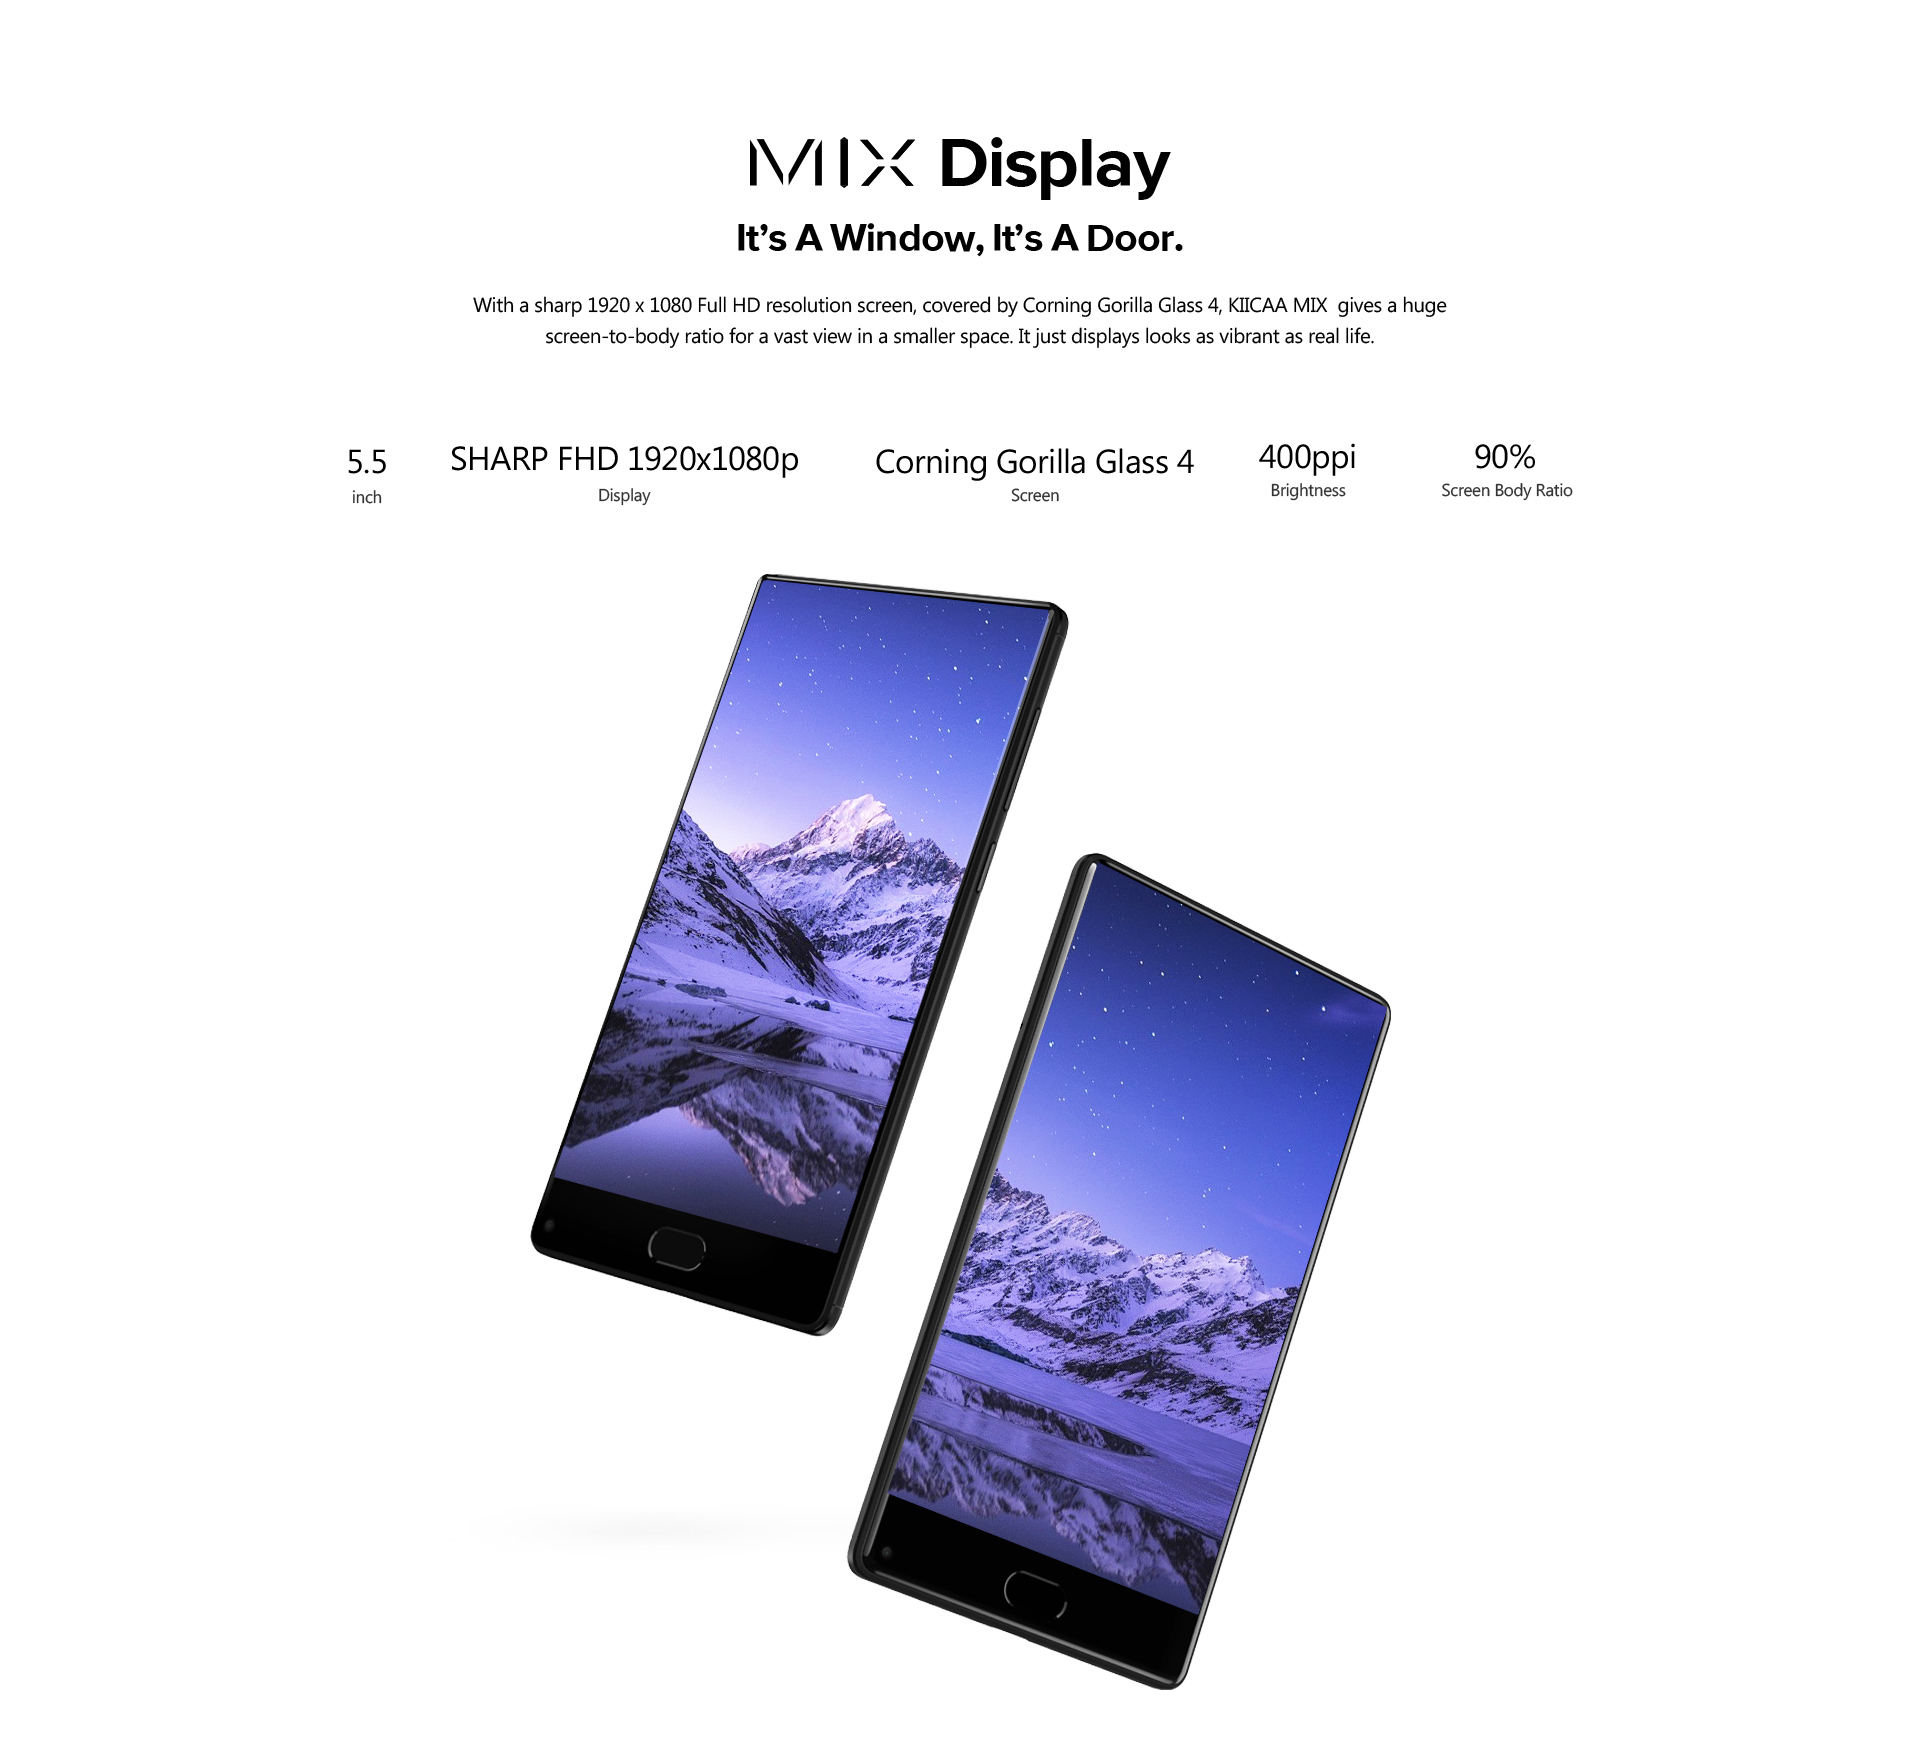 MIX Display
It’s A Window, It’s A Door.
With a sharp 1920 x 1080 Full HD resolution screen, covered by Corning Gorilla Glass 4, KIICAA MIX  gives a huge
screen-to-body ratio for a vast view in a smaller space. It just displays looks as vibrant as real life.
5.5
inch
SHARP FHD 1920x1080p
Display
Corning Gorilla Glass 4
Screen
400ppi
Brightness
90%
Screen Body Ratio